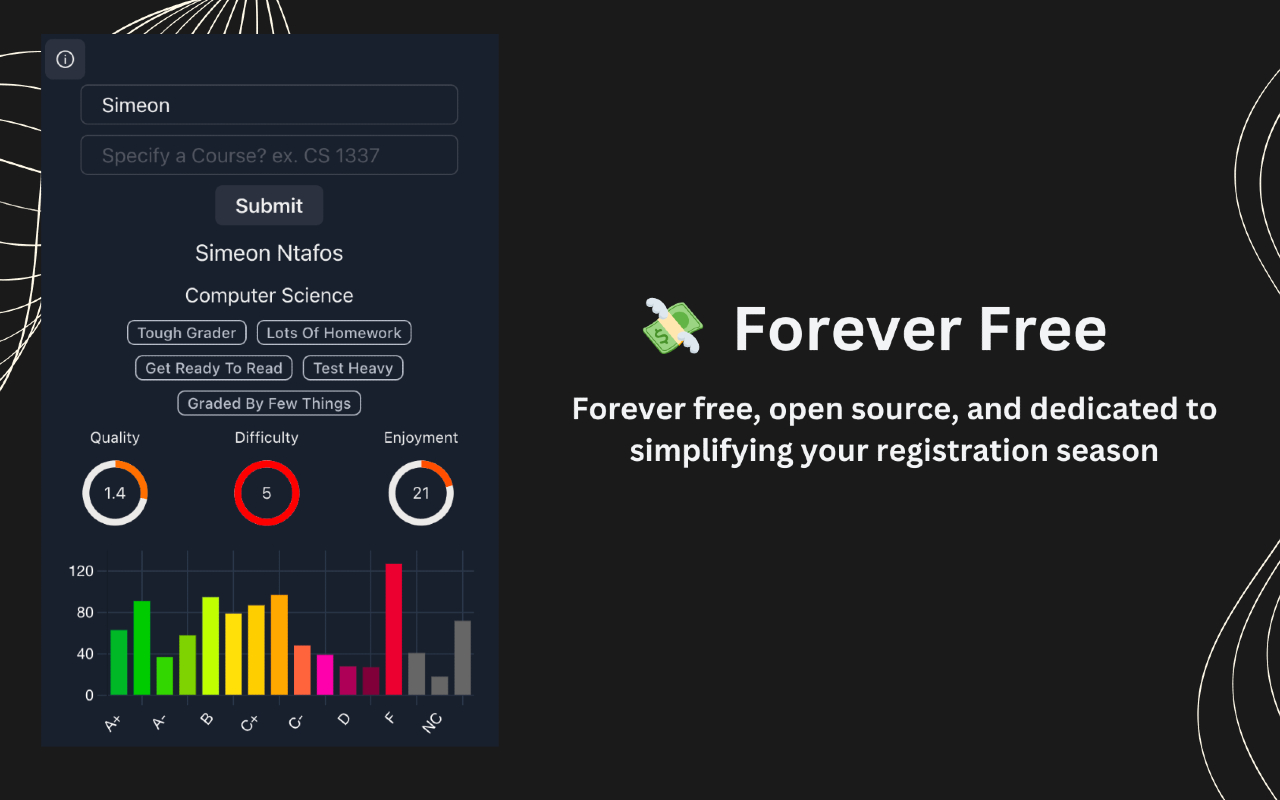 Simeon
Specify a Course? ex. CS 1337
Submit
Simeon Ntafos
Computer Science
Tough Grader Lots Of Homework
Get Ready To Read Test Heavy
Graded By Few Things
Quality Difficulty Enjoyment
1.4 5 21
120
80
40
0
A+ A- B C+ C- D F NC
Forever Free
Forever free, open source, and dedicated to
simplifying your registration season